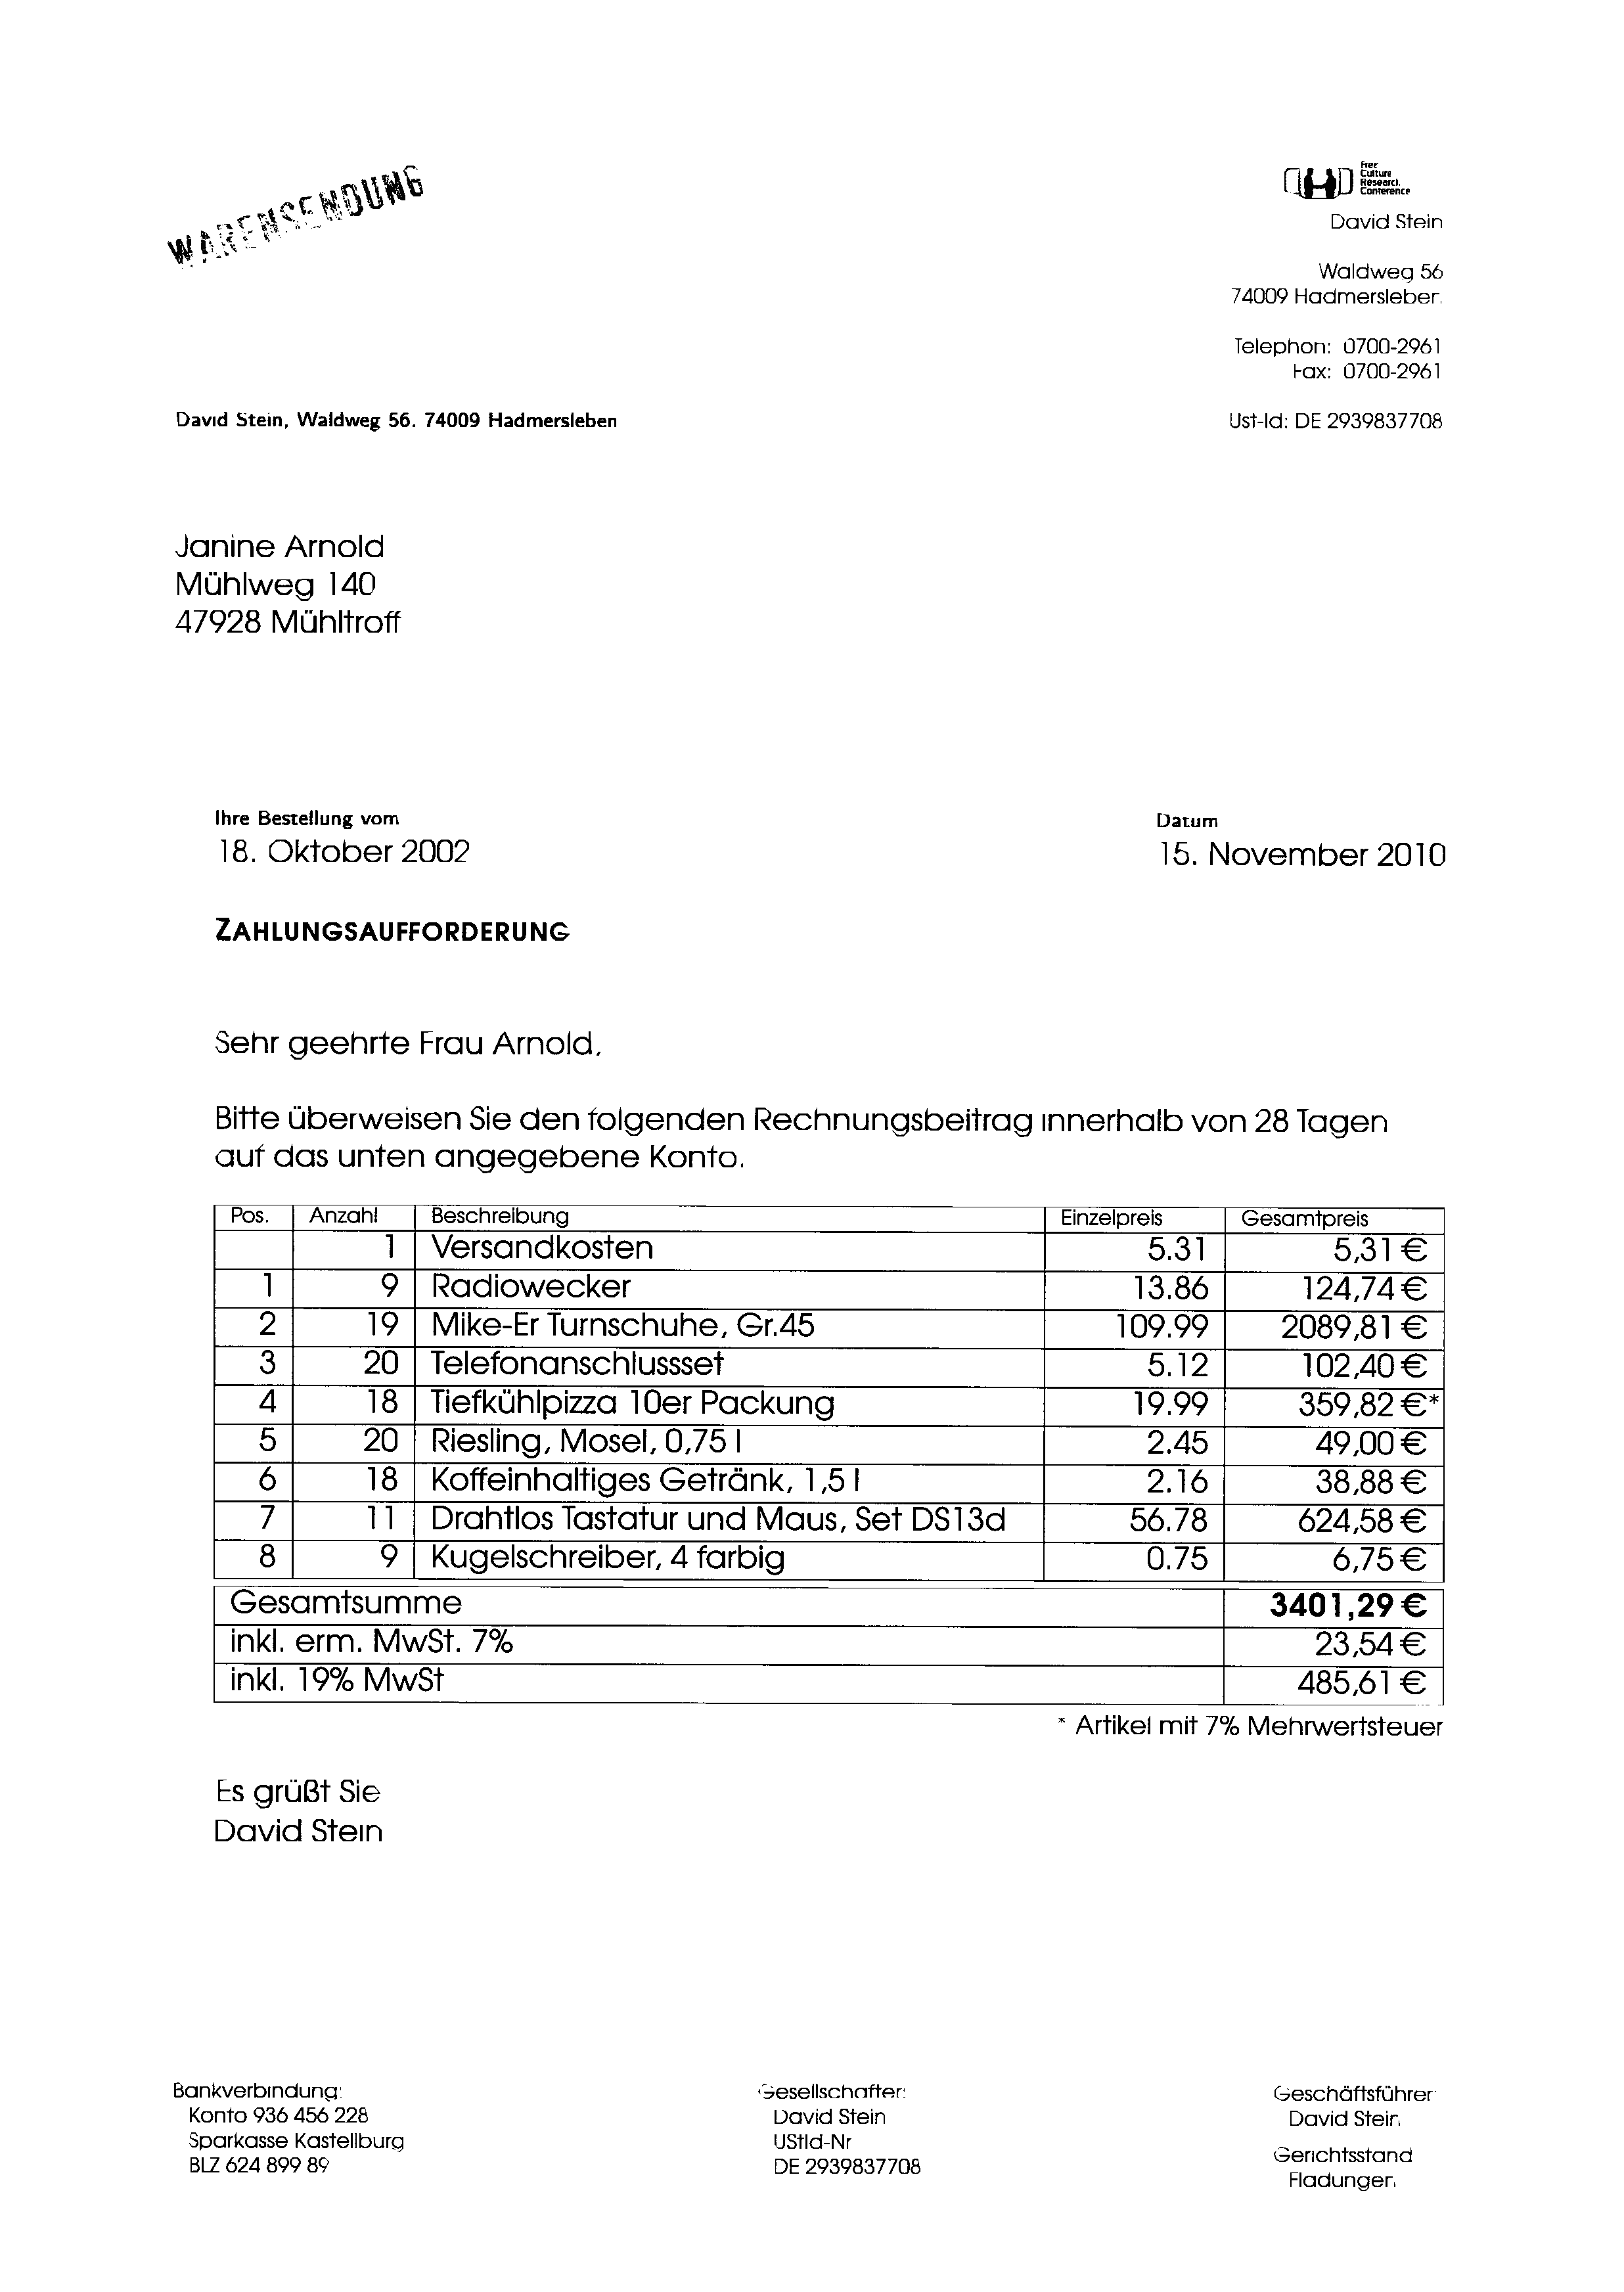 WARENSENDUNG
Free
Culture
Research
Conference
David Stein
Waldweg 56
74009 Hadmersleben
Telephon: 0700-2961
Fax: 0700-2961
Ust-Id: DE 2939837708
David Stein, Waldweg 56, 74009 Hadmersleben
Janine Arnold
Mühlweg 140
47928 Mühltroff
Ihre Bestellung vom Datum
18. Oktober 2002 15. November 2010
ZAHLUNGSAUFFORDERUNG
Sehr geehrte Frau Arnold,
Bitte überweisen Sie den folgenden Rechnungsbeitrag innerhalb von 28 Tagen
auf das unten angegebene Konto.
Pos. Anzahl Beschreibung Einzelpreis Gesamtpreis
1 Versandkosten 5.31 5,31 €
1 9 Radiowecker 13.86 124,74 €
2 19 Mike-Er Turnschuhe, Gr.45 109.99 2089,81 €
3 20 Telefonanschlussset 5.12 102,40 €
4 18 Tiefkühlpizza 10er Packung 19.99 359,82 €*
5 20 Riesling, Mosel, 0,75 l 2.45 49,00 €
6 18 Koffeinhaltiges Getränk, 1,5 l 2.16 38,88 €
7 11 Drahtlos Tastatur und Maus, Set DS13d 56.78 624,58 €
8 9 Kugelschreiber, 4 farbig 0.75 6,75 €
Gesamtsumme 3401,29 €
inkl. erm. MwSt. 7% 23,54 €
inkl. 19% MwSt 485,61 €
* Artikel mit 7% Mehrwertsteuer
Es grüßt Sie
David Stein
Bankverbindung:
Konto 936 456 228
Sparkasse Kastellburg
BLZ 624 899 89
Gesellschafter:
David Stein
UStId-Nr
DE 2939837708
Geschäftsführer
David Stein
Gerichtsstand
Fladungen